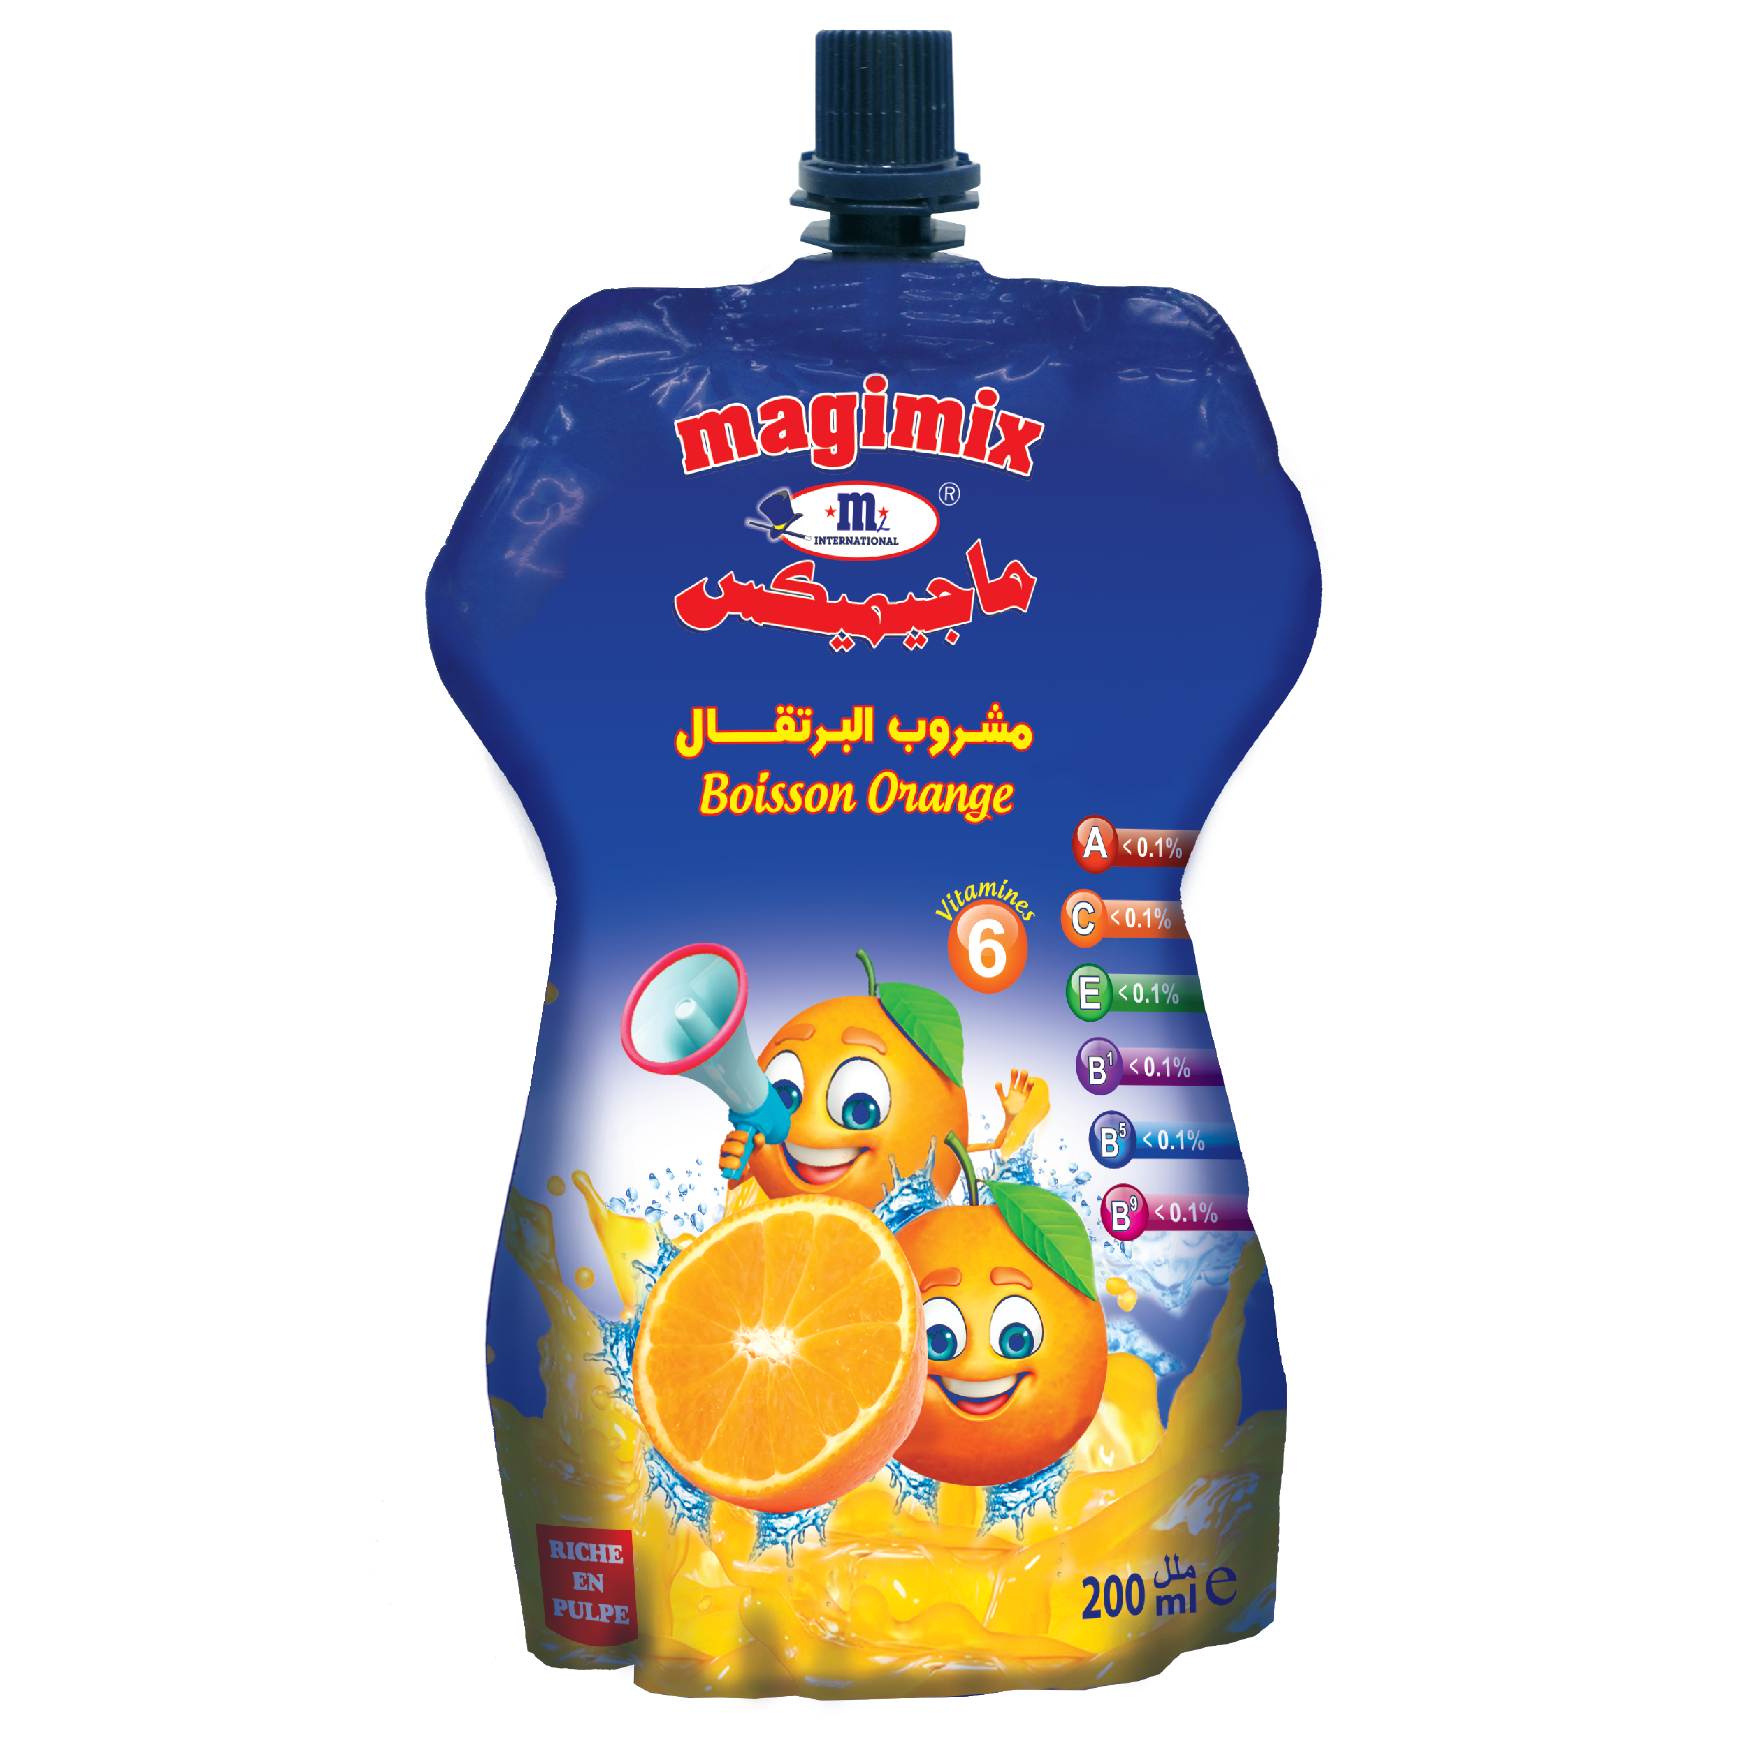 magimix
®
m
INTERNATIONAL
ماجيميكس
مشروب البرتقال
Boisson Orange
Vitamines
6
A < 0.1%
C < 0.1%
E < 0.1%
B1 < 0.1%
B5 < 0.1%
B9 < 0.1%
RICHE
EN
PULPE
200 ملل ml e